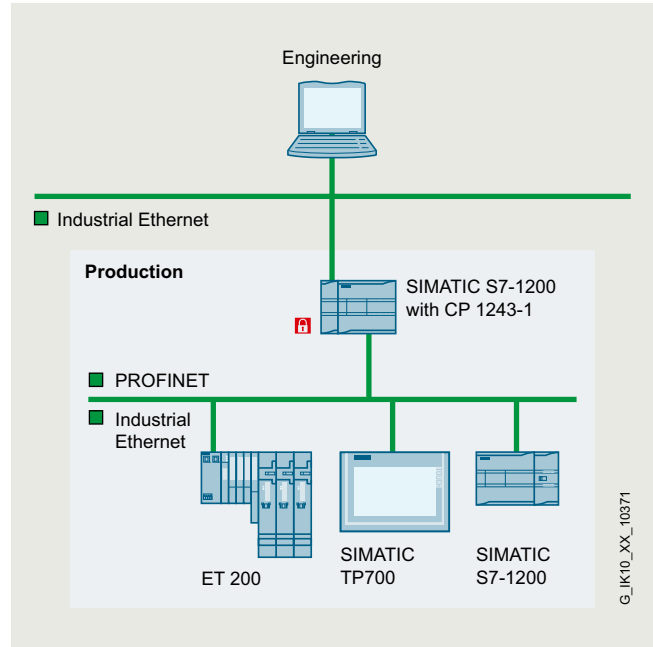 Engineering
Industrial Ethernet
Production
SIMATIC S7-1200
with CP 1243-1
PROFINET
Industrial
Ethernet
ET 200
SIMATIC
TP700
SIMATIC
S7-1200
G_IK10_XX_10371